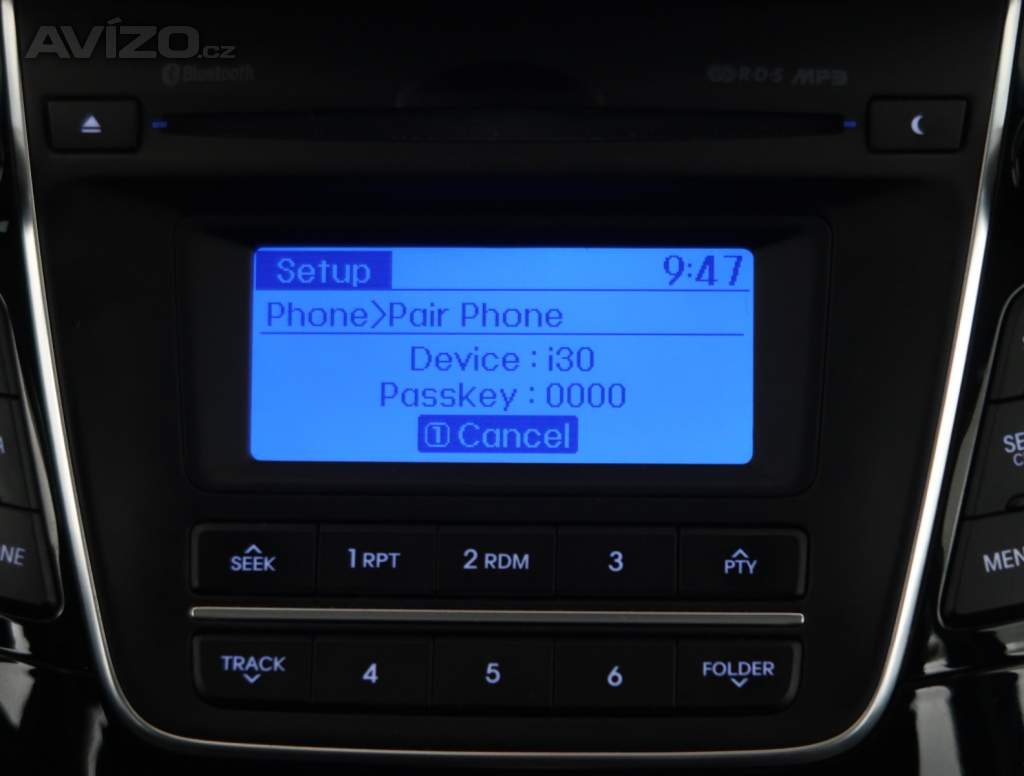 AVÍZO.cz
Bluetooth
RDS MP3
Setup 9:47
Phone>Pair Phone
Device : i30
Passkey : 0000
1 Cancel
SEEK 1 RPT 2 RDM 3 PTY
TRACK 4 5 6 FOLDER